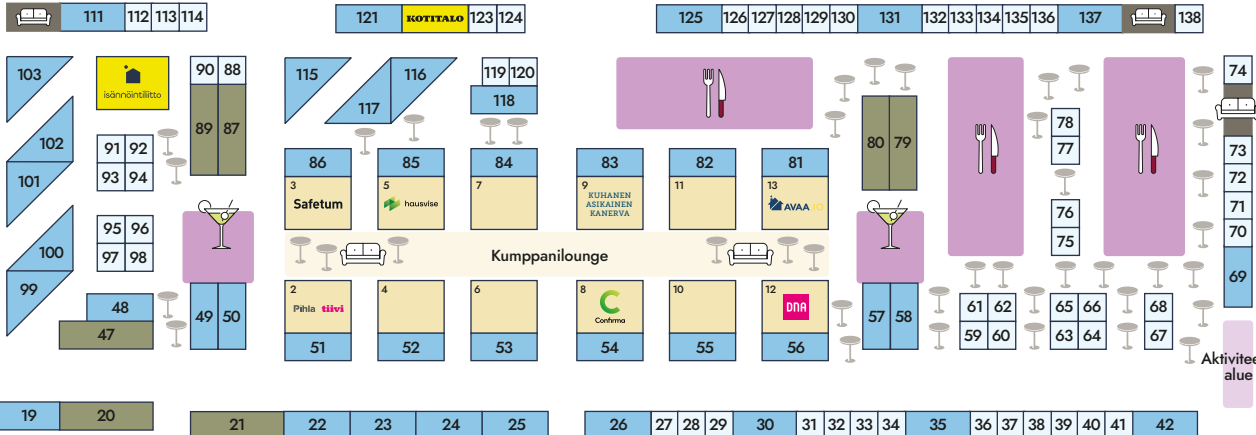 111 112 113 114 121 KOTITALO 123 124 125 126 127 128 129 130 131 132 133 134 135 136 137 138
103 isännöintiliitto 90 88 115 116 119 120 74
117 118
102 91 92 89 87 80 79 78
101 93 94 77 73
86 85 84 83 82 81
3 Safetum 5 hausvise 7 9 KUHANEN 11 13 AVAA.IO
ASIKAINEN
KANERVA
72
76 71
95 96 75 70
100 97 98
Kumppanilounge
99 69
2 Pihla tiivi 4 6 8 Confirma 10 12 DNA
48 49 50 57 58 61 62 65 66 68
47 59 60 63 64 67
51 52 53 54 55 56
Aktivitee
alue
19 20 21 22 23 24 25 26 27 28 29 30 31 32 33 34 35 36 37 38 39 40 41 42